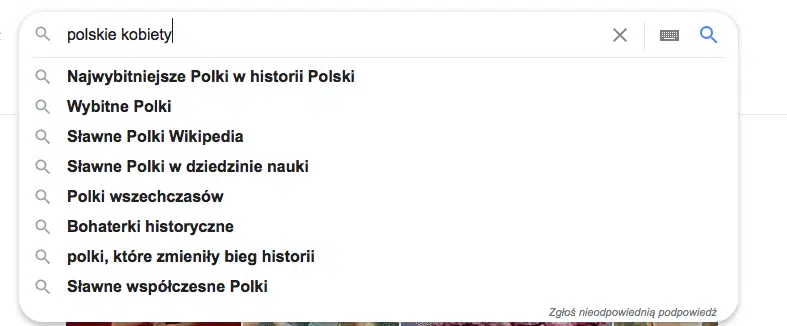 polskie kobiety
Najwybitniejsze Polki w historii Polski
Wybitne Polki
Sławne Polki Wikipedia
Sławne Polki w dziedzinie nauki
Polki wszechczasów
Bohaterki historyczne
polki, które zmieniły bieg historii
Sławne współczesne Polki
Zgłoś nieodpowiednią podpowiedź